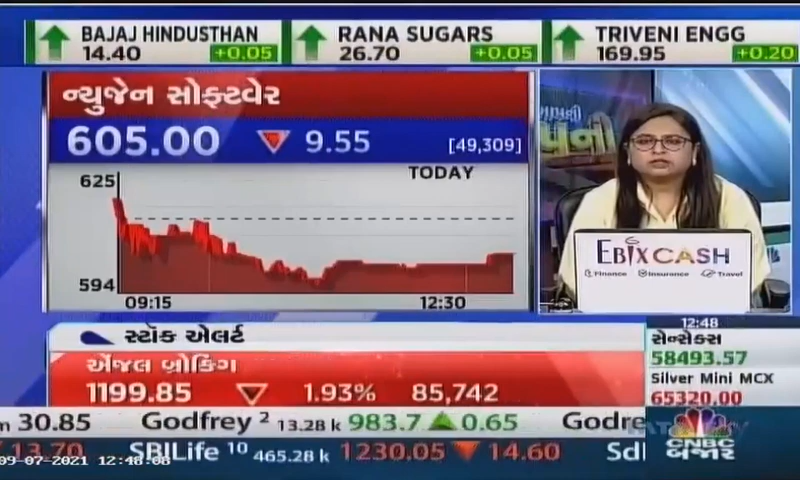 BAJAJ HINDUSTHAN
14.40 +0.05
RANA SUGARS
26.70 +0.05
TRIVENI ENGG
169.95 +0.20
ન્યુજેન સોફ્ટવેર
605.00 9.55 [49,309]
TODAY
625
594
09:15 12:30
EBIXCASH
Finance Insurance Travel
સ્ટૉક એલર્ટ
એંજલ બ્રોકિંગ
1199.85 1.93% 85,742
12:48
સેન્સેક્સ
58493.57
Silver Mini MCX
65320.00
m 30.85 Godfrey 2 13.28 k 983.7 0.65 Godre
13.70 SBILife 10 465.28 k 1230.05 14.60 Sdl
09-07-2021 12:48:08
CNBC
બજાર